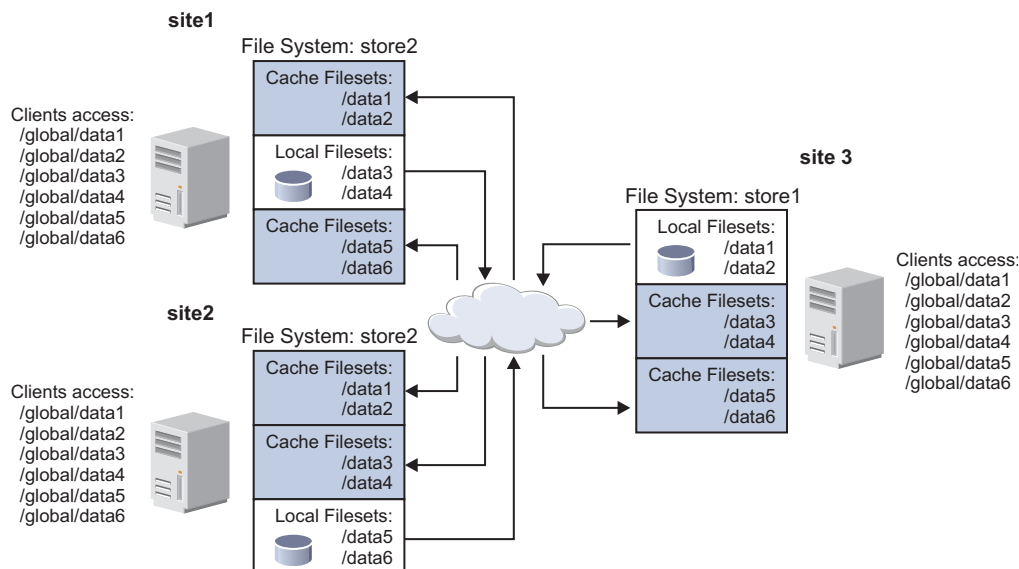 site1
File System: store2
Cache Filesets:
/data1
/data2
Clients access:
/global/data1
/global/data2
/global/data3
/global/data4
/global/data5
/global/data6
Local Filesets:
/data3
/data4
Cache Filesets:
/data5
/data6
site 3
File System: store1
Local Filesets:
/data1
/data2
Cache Filesets:
/data3
/data4
Cache Filesets:
/data5
/data6
Clients access:
/global/data1
/global/data2
/global/data3
/global/data4
/global/data5
/global/data6
site2
File System: store2
Cache Filesets:
/data1
/data2
Clients access:
/global/data1
/global/data2
/global/data3
/global/data4
/global/data5
/global/data6
Cache Filesets:
/data3
/data4
Local Filesets:
/data5
/data6